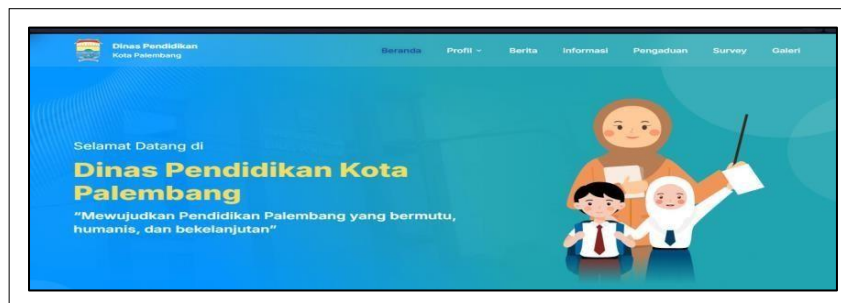 Dinas Pendidikan
Kota Palembang
Beranda Profil Berita Informasi Pengaduan Survey Galeri
Selamat Datang di
Dinas Pendidikan Kota
Palembang
"Mewujudkan Pendidikan Palembang yang bermutu,
humanis, dan bekelanjutan"